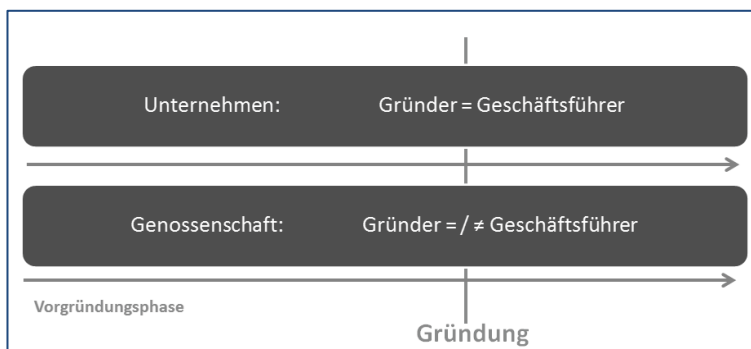 Unternehmen: Gründer = Geschäftsführer
Genossenschaft: Gründer = / ≠ Geschäftsführer
Vorgründungsphase
Gründung